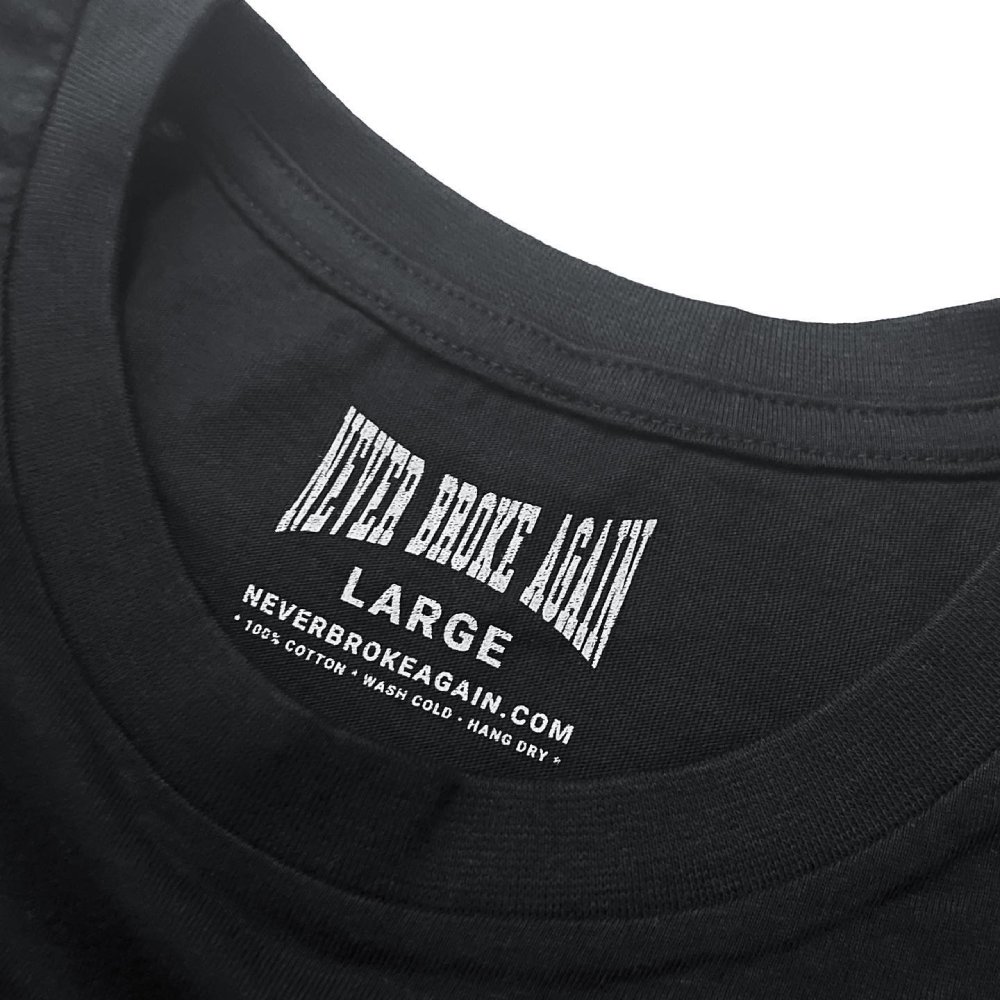 NEVER BROKE AGAIN
LARGE
NEVERBROKEAGAIN.COM
* 100% COTTON * WASH COLD - HANG DRY *